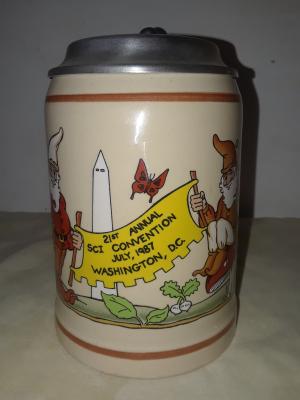 21ST ANNUAL
SCI CONVENTION
JULY, 1987
WASHINGTON, D.C.